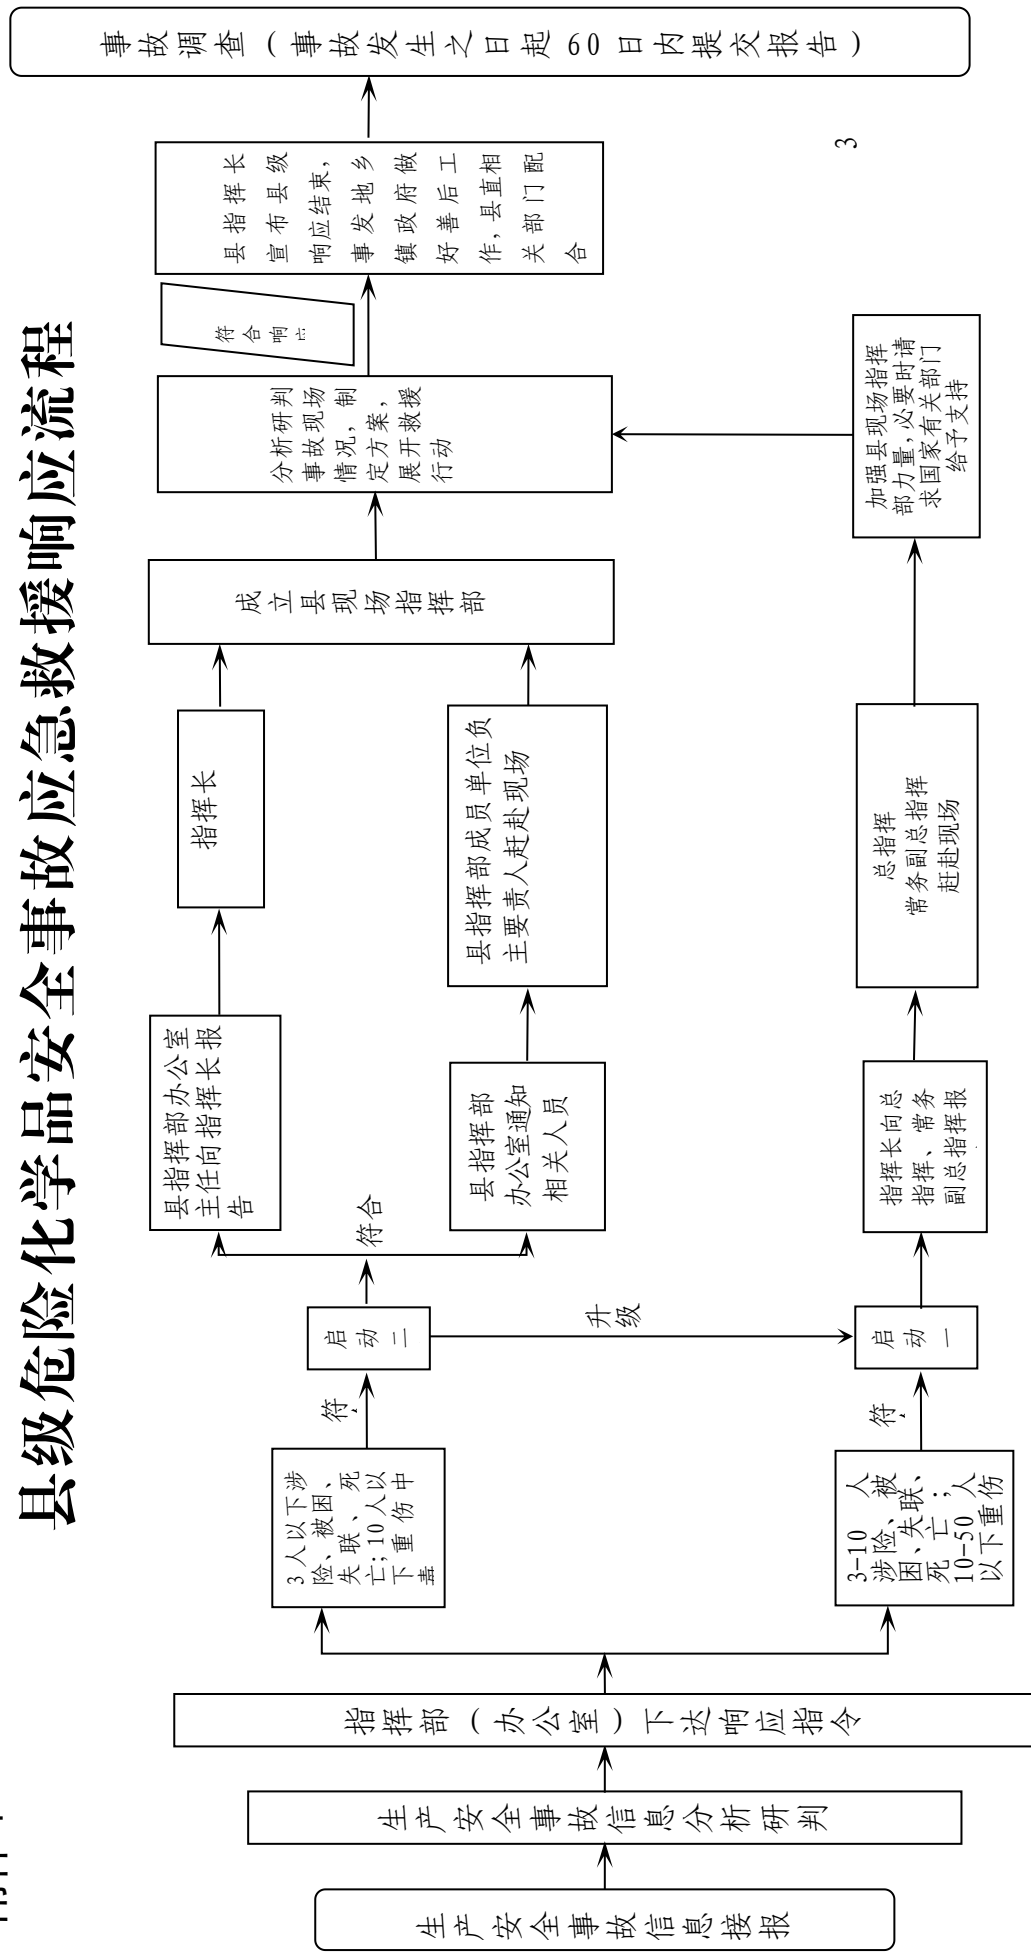 县级危险化学品安全事故应急救援响应流程
生产安全事故信息接报
生产安全事故信息分析研判
指挥部（办公室）下达响应指令
3人以下涉
险、被困、
失联、死
亡；10人以
下重伤中
符
启
动
二
符合
县指挥部办公室
主任向指挥长报
告
指挥长
县指挥部
办公室通知
相关人员
县指挥部成员单位负
主要责人赶赴现场
成立县现场指挥部
分析研判
事故现场
情况，制
定方案，
展开救援
行动
符
合
响
县指挥长
宣布县级
响应结束，
事发地乡
镇政府做
好善后工
作，县直相
关部门配
合
事故调查（事故发生之日起60日内提交报告）
升
级
3-10人
涉险、被
困、失联、
死亡；
10-50人
以下重伤
符
启
动
一
指挥长向总
指挥、常务
副总指挥报
总指挥
常务副总指挥
赶赴现场
加强县现场指挥
部力量，必要时请
求国家有关部门
给予支持
3